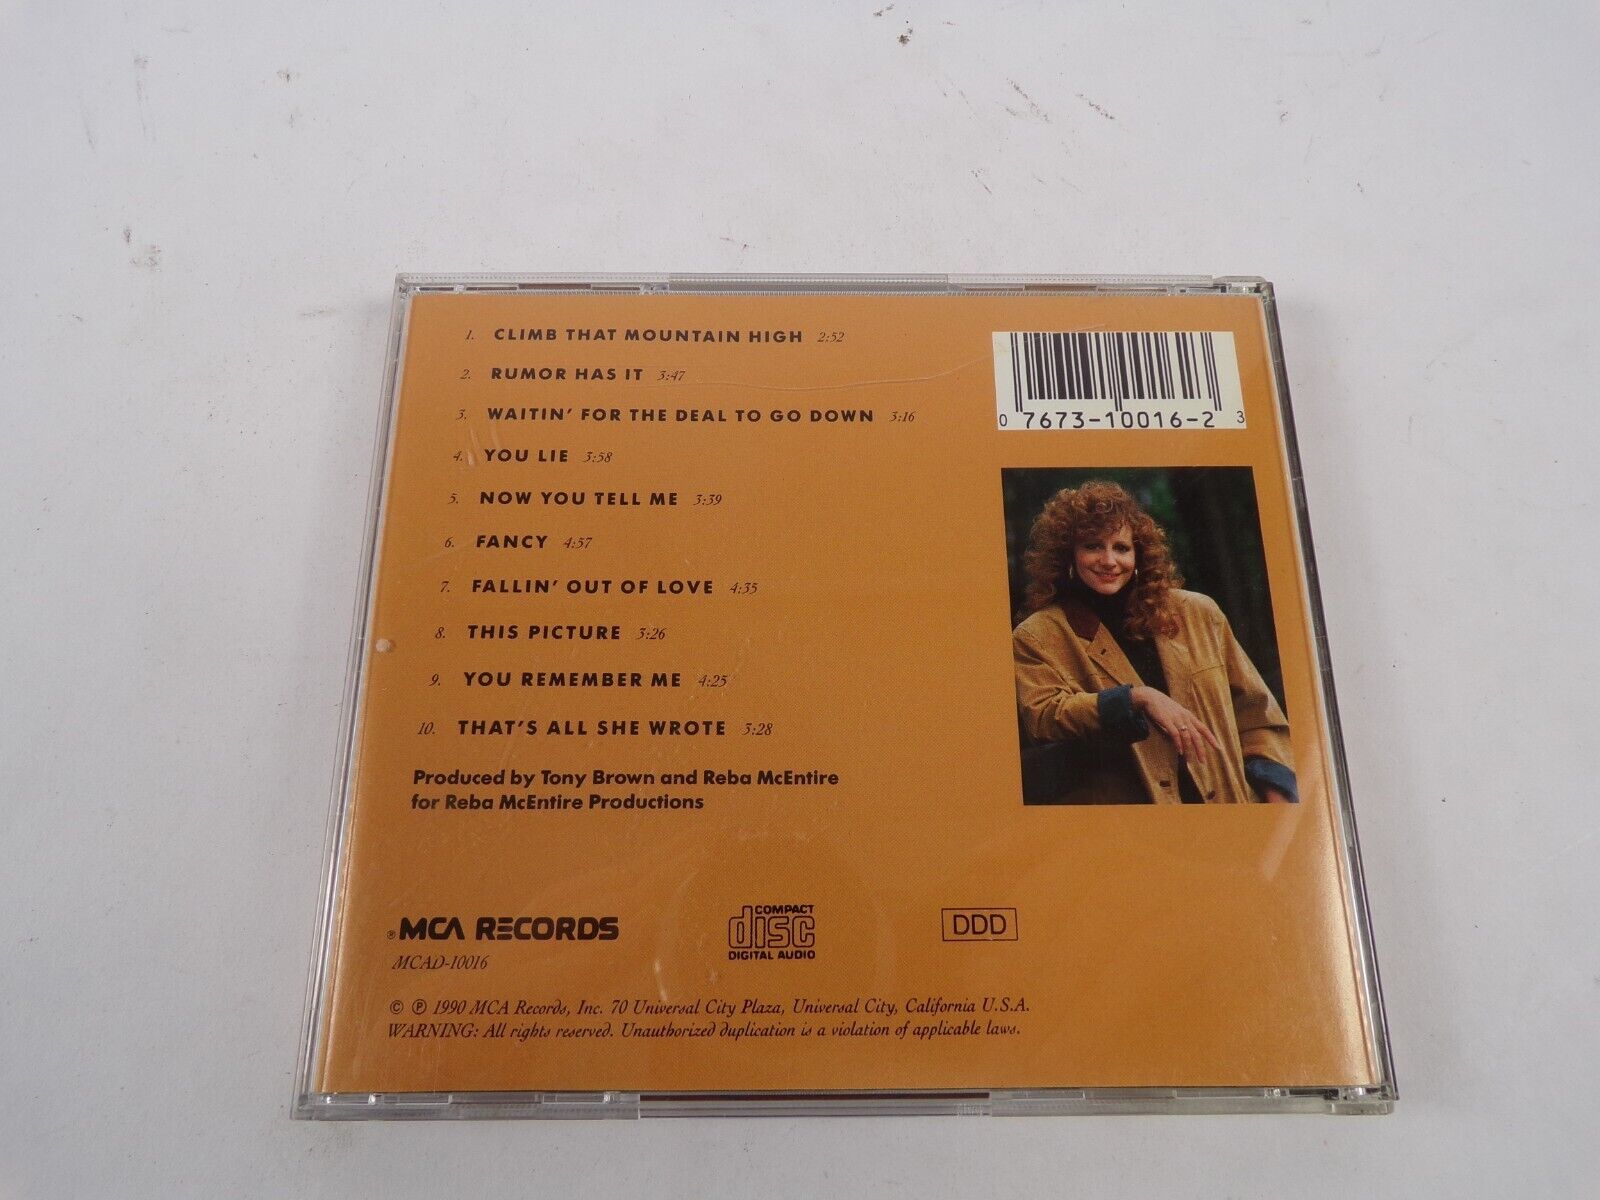 1. CLIMB THAT MOUNTAIN HIGH 2:52
2. RUMOR HAS IT 3:47
3. WAITIN' FOR THE DEAL TO GO DOWN 3:16
4. YOU LIE 3:58
5. NOW YOU TELL ME 3:39
6. FANCY 4:57
7. FALLIN' OUT OF LOVE 4:35
8. THIS PICTURE 3:26
9. YOU REMEMBER ME 4:25
10. THAT'S ALL SHE WROTE 3:28
Produced by Tony Brown and Reba McEntire
for Reba McEntire Productions
0 7673-10016-2 3
® MCA RECORDS
MCAD-10016
COMPACT
disc
DIGITAL AUDIO
DDD
© ℗ 1990 MCA Records, Inc. 70 Universal City Plaza, Universal City, California U.S.A.
WARNING: All rights reserved. Unauthorized duplication is a violation of applicable laws.